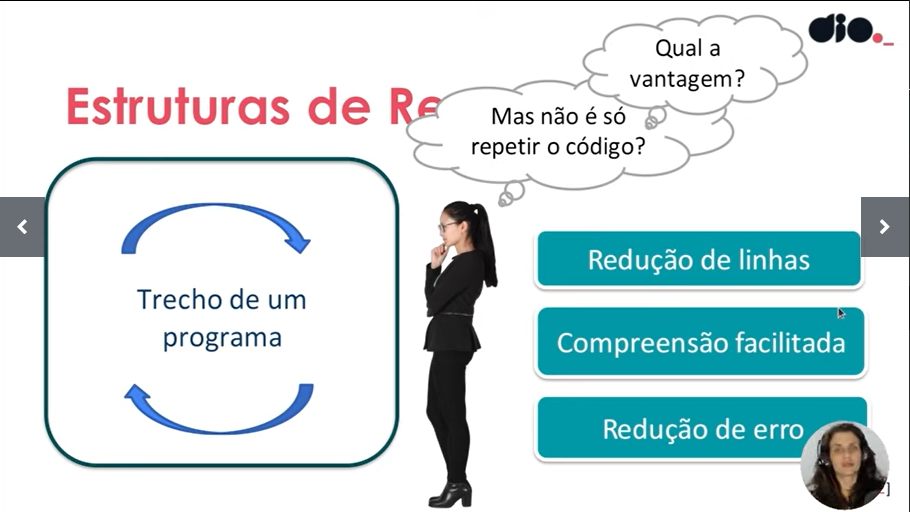 dio._
Qual a
vantagem?
Estruturas de Re
Mas não é só
repetir o código?
Trecho de um
programa
Redução de linhas
Compreensão facilitada
Redução de erro
]